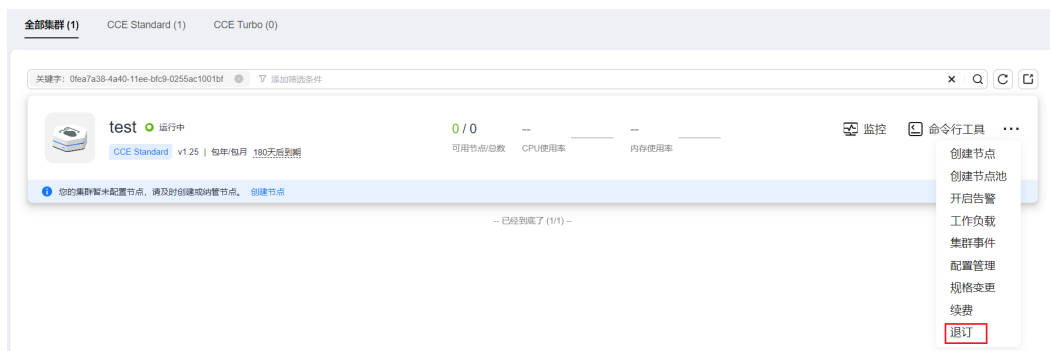 全部集群 (1) CCE Standard (1) CCE Turbo (0)
关键字: 0fea7a38-4a40-11ee-bfc9-0255ac1001bf 添加筛选条件
test 运行中
CCE Standard v1.25 | 包年/包月 180天后到期
0 / 0 -- --
可用节点/总数 CPU使用率 内存使用率
监控 命令行工具 ...
您的集群暂未配置节点，请及时创建或纳管节点。 创建节点
-- 已经到底了 (1/1) --
创建节点
创建节点池
开启告警
工作负载
集群事件
配置管理
规格变更
续费
退订